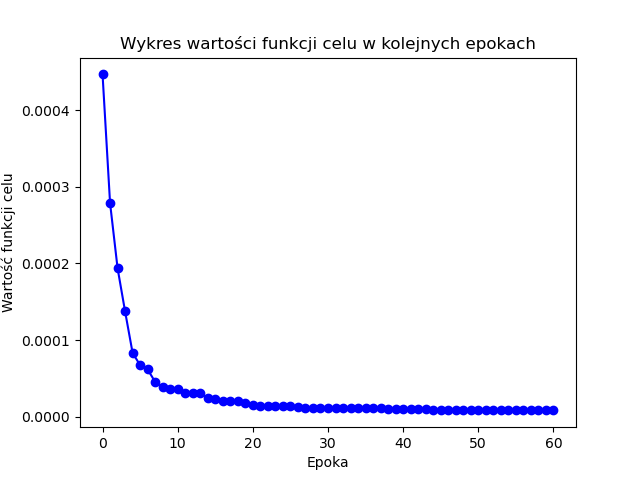 Wykres wartości funkcji celu w kolejnych epokach
0.0004
0.0003
0.0002
0.0001
0.0000
Wartość funkcji celu
0 10 20 30 40 50 60
Epoka